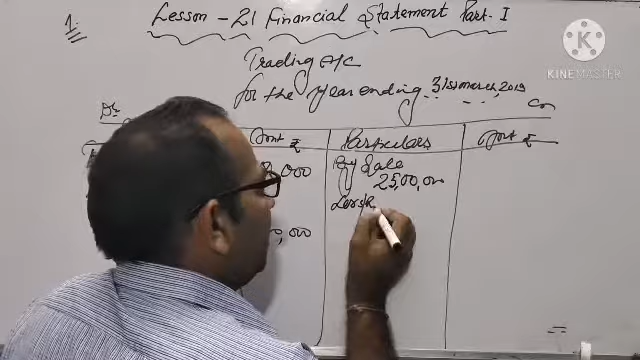 1.
Lesson - 21 Financial Statement Part. I
Trading A/C
for the year ending 31st march, 2019
Dr
Cr
Amt ₹
Particulars
Amt ₹
By Sale
25,00,000
Less
K
KINEMASTER